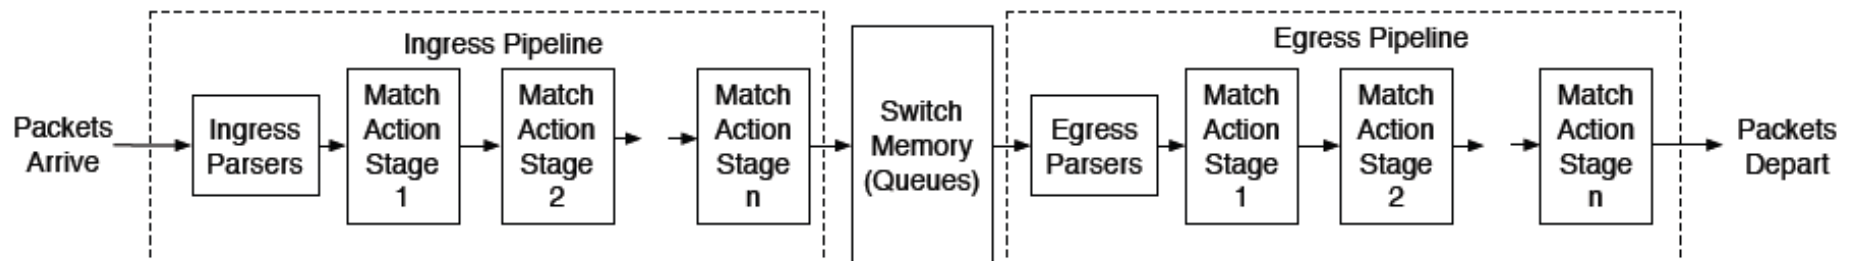 Packets
Arrive
Ingress Pipeline
Ingress
Parsers
Match
Action
Stage
1
Match
Action
Stage
2
Match
Action
Stage
n
Switch
Memory
(Queues)
Egress Pipeline
Egress
Parsers
Match
Action
Stage
1
Match
Action
Stage
2
Match
Action
Stage
n
Packets
Depart